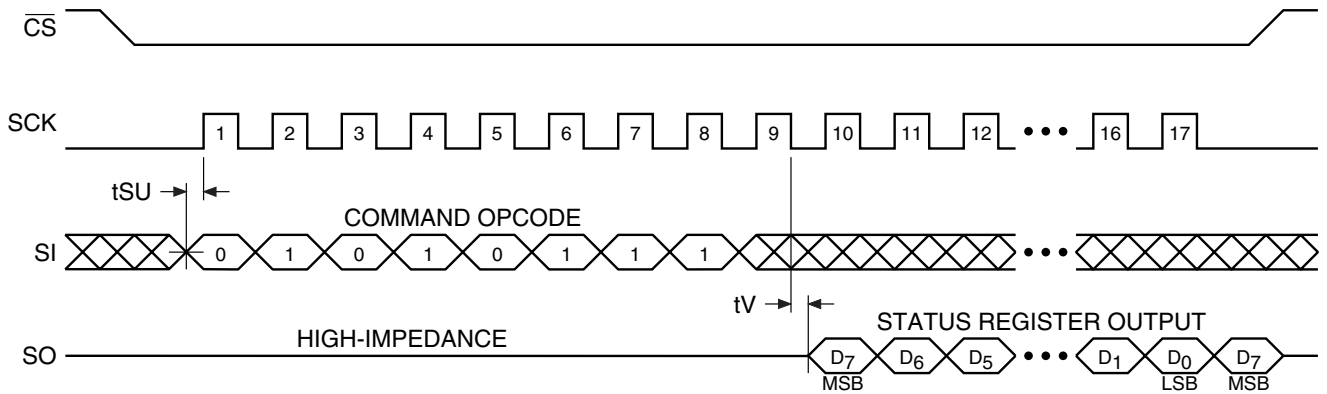 CS
SCK
1 2 3 4 5 6 7 8 9 10 11 12 ••• 16 17
tSU
COMMAND OPCODE
SI
0 1 0 1 0 1 1 1 •••
tV
HIGH-IMPEDANCE
STATUS REGISTER OUTPUT
SO
D7 D6 D5 ••• D1 D0 D7
MSB LSB MSB